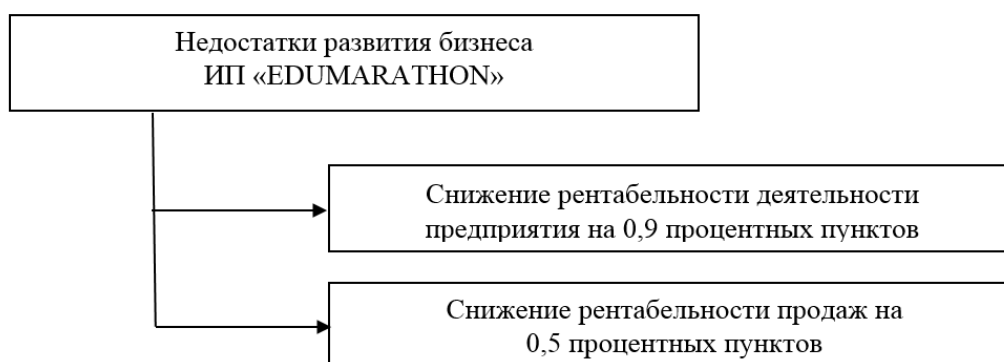 Недостатки развития бизнеса
ИП «EDUMARATHON»
Снижение рентабельности деятельности
предприятия на 0,9 процентных пунктов
Снижение рентабельности продаж на
0,5 процентных пунктов